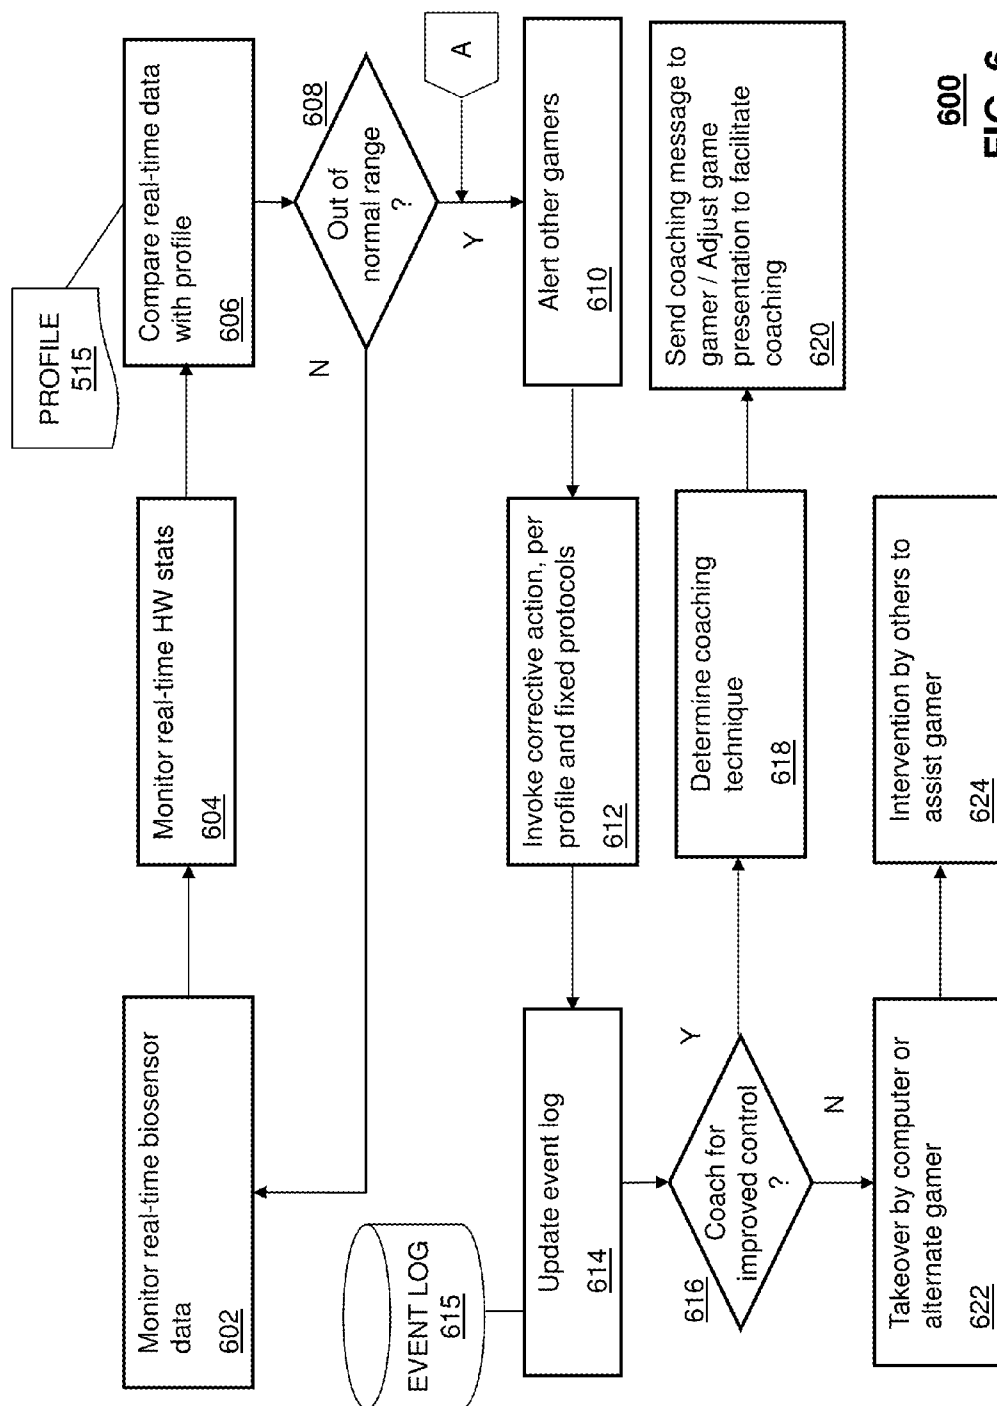 PROFILE
515
Monitor real-time biosensor
data
602
Monitor real-time HW stats
604
Compare real-time data
with profile
606
Out of
normal range
?
608
N
Y
A
EVENT LOG
615
Update event log
614
Invoke corrective action, per
profile and fixed protocols
612
Alert other gamers
610
Coach for
improved control
?
616
Y
N
Determine coaching
technique
618
Send coaching message to
gamer / Adjust game
presentation to facilitate
coaching
620
Takeover by computer or
alternate gamer
622
Intervention by others to
assist gamer
624
600
FIG. 6